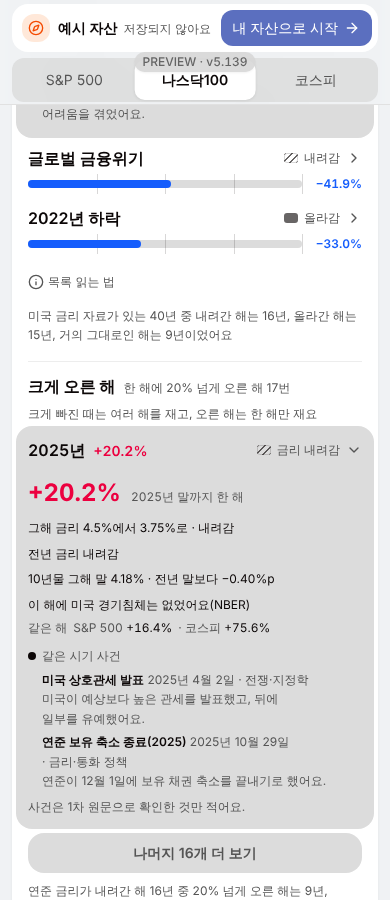 예시 자산 저장되지 않아요 내 자산으로 시작
PREVIEW · v5.139
S&P 500 나스닥100 코스피
어려움을 겪었어요.
글로벌 금융위기 내려감
−41.9%
2022년 하락 올라감
−33.0%
목록 읽는 법
미국 금리 자료가 있는 40년 중 내려간 해는 16년, 올라간 해는
15년, 거의 그대로인 해는 9년이었어요
크게 오른 해 한 해에 20% 넘게 오른 해 17번
크게 빠진 때는 여러 해를 재고, 오른 해는 한 해만 재요
2025년 +20.2% 금리 내려감
+20.2% 2025년 말까지 한 해
그해 금리 4.5%에서 3.75%로 · 내려감
전년 금리 내려감
10년물 그해 말 4.18% · 전년 말보다 −0.40%p
이 해에 미국 경기침체는 없었어요(NBER)
같은 해 S&P 500 +16.4% · 코스피 +75.6%
같은 시기 사건
미국 상호관세 발표 2025년 4월 2일 · 전쟁·지정학
미국이 예상보다 높은 관세를 발표했고, 뒤에
일부를 유예했어요.
연준 보유 축소 종료(2025) 2025년 10월 29일
· 금리·통화 정책
연준이 12월 1일에 보유 채권 축소를 끝내기로 했어요.
사건은 1차 원문으로 확인한 것만 적어요.
나머지 16개 더 보기
연준 금리가 내려간 해 16년 중 20% 넘게 오른 해는 9년,